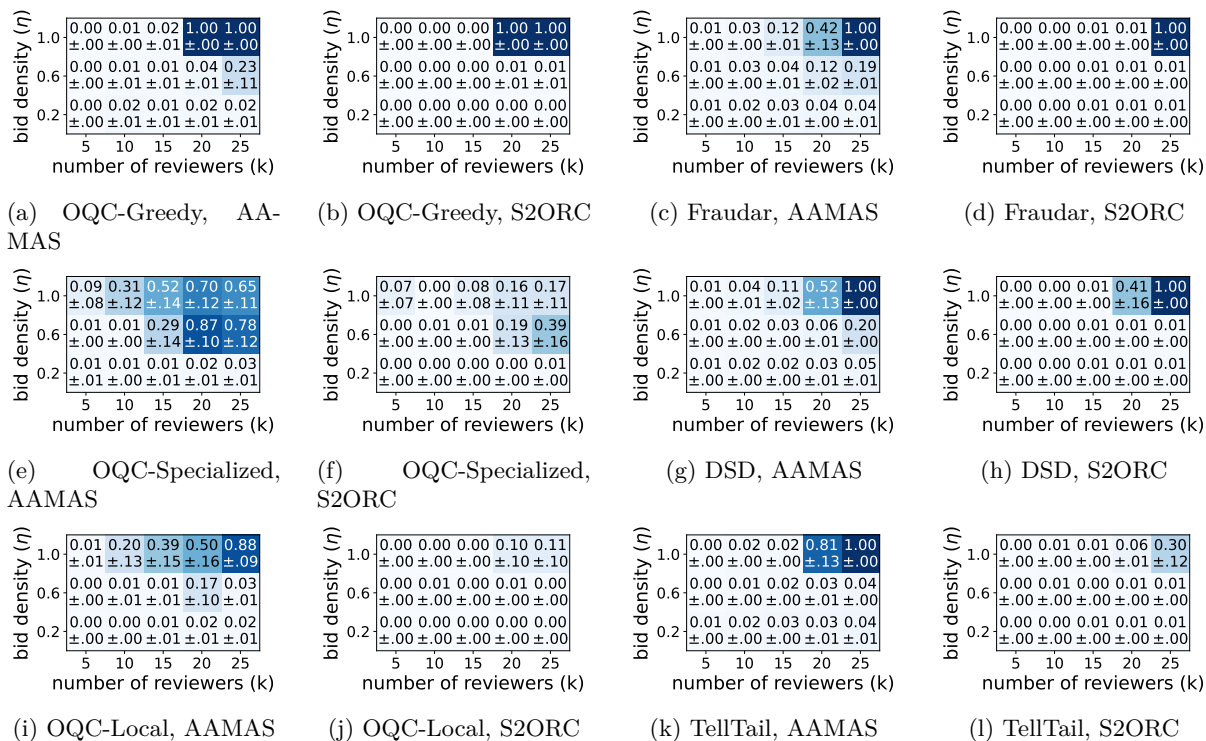 bid density (η)
1.0
0.6
0.2
0.00 0.01 0.02 1.00 1.00
±.00 ±.00 ±.01 ±.00 ±.00
0.00 0.01 0.01 0.04 0.23
±.00 ±.01 ±.01 ±.01 ±.11
0.00 0.02 0.01 0.02 0.02
±.00 ±.01 ±.01 ±.01 ±.01
5 10 15 20 25
number of reviewers (k)
(a) OQC-Greedy, AA-
MAS
bid density (η)
1.0
0.6
0.2
0.00 0.00 0.00 1.00 1.00
±.00 ±.00 ±.00 ±.00 ±.00
0.00 0.00 0.00 0.01 0.01
±.00 ±.00 ±.00 ±.01 ±.01
0.00 0.00 0.00 0.00 0.00
±.00 ±.00 ±.00 ±.00 ±.00
5 10 15 20 25
number of reviewers (k)
(b) OQC-Greedy, S2ORC
bid density (η)
1.0
0.6
0.2
0.01 0.03 0.12 0.42 1.00
±.00 ±.00 ±.01 ±.13 ±.00
0.01 0.02 0.04 0.12 0.19
±.00 ±.00 ±.01 ±.02 ±.01
0.01 0.02 0.03 0.04 0.04
±.00 ±.00 ±.01 ±.00 ±.01
5 10 15 20 25
number of reviewers (k)
(c) Fraudar, AAMAS
bid density (η)
1.0
0.6
0.2
0.00 0.00 0.01 0.01 1.00
±.00 ±.00 ±.00 ±.00 ±.00
0.00 0.00 0.01 0.01 0.01
±.00 ±.00 ±.00 ±.00 ±.00
0.00 0.00 0.01 0.01 0.01
±.00 ±.00 ±.00 ±.00 ±.00
5 10 15 20 25
number of reviewers (k)
(d) Fraudar, S2ORC
bid density (η)
1.0
0.6
0.2
0.09 0.31 0.52 0.70 0.65
±.08 ±.12 ±.14 ±.12 ±.11
0.01 0.01 0.29 0.87 0.78
±.00 ±.00 ±.14 ±.10 ±.12
0.01 0.01 0.01 0.02 0.03
±.01 ±.00 ±.01 ±.01 ±.01
5 10 15 20 25
number of reviewers (k)
(e) OQC-Specialized,
AAMAS
bid density (η)
1.0
0.6
0.2
0.07 0.00 0.08 0.16 0.17
±.07 ±.00 ±.08 ±.11 ±.11
0.00 0.00 0.01 0.19 0.39
±.00 ±.00 ±.00 ±.13 ±.16
0.01 0.00 0.00 0.00 0.01
±.00 ±.00 ±.00 ±.00 ±.00
5 10 15 20 25
number of reviewers (k)
(f) OQC-Specialized,
S2ORC
bid density (η)
1.0
0.6
0.2
0.01 0.04 0.11 0.52 1.00
±.00 ±.01 ±.02 ±.13 ±.00
0.01 0.02 0.03 0.06 0.20
±.00 ±.00 ±.00 ±.01 ±.00
0.01 0.02 0.02 0.03 0.05
±.00 ±.00 ±.00 ±.01 ±.01
5 10 15 20 25
number of reviewers (k)
(g) DSD, AAMAS
bid density (η)
1.0
0.6
0.2
0.00 0.00 0.01 0.41 1.00
±.00 ±.00 ±.00 ±.16 ±.00
0.00 0.00 0.01 0.01 0.01
±.00 ±.00 ±.00 ±.00 ±.00
0.00 0.00 0.01 0.01 0.01
±.00 ±.00 ±.00 ±.00 ±.00
5 10 15 20 25
number of reviewers (k)
(h) DSD, S2ORC
bid density (η)
1.0
0.6
0.2
0.01 0.20 0.39 0.50 0.88
±.01 ±.13 ±.15 ±.16 ±.09
0.00 0.01 0.01 0.17 0.03
±.00 ±.01 ±.01 ±.10 ±.01
0.00 0.00 0.01 0.02 0.02
±.00 ±.00 ±.01 ±.01 ±.01
5 10 15 20 25
number of reviewers (k)
(i) OQC-Local, AAMAS
bid density (η)
1.0
0.6
0.2
0.00 0.00 0.00 0.10 0.11
±.00 ±.00 ±.00 ±.10 ±.10
0.00 0.01 0.00 0.00 0.01
±.00 ±.00 ±.00 ±.00 ±.00
0.00 0.00 0.00 0.00 0.01
±.00 ±.00 ±.00 ±.00 ±.00
5 10 15 20 25
number of reviewers (k)
(j) OQC-Local, S2ORC
bid density (η)
1.0
0.6
0.2
0.00 0.02 0.02 0.81 1.00
±.00 ±.00 ±.00 ±.13 ±.00
0.00 0.01 0.02 0.03 0.04
±.00 ±.00 ±.00 ±.01 ±.00
0.01 0.02 0.03 0.03 0.04
±.00 ±.00 ±.01 ±.01 ±.01
5 10 15 20 25
number of reviewers (k)
(k) TellTail, AAMAS
bid density (η)
1.0
0.6
0.2
0.00 0.01 0.01 0.06 0.30
±.00 ±.00 ±.00 ±.01 ±.12
0.00 0.00 0.01 0.01 0.01
±.00 ±.00 ±.00 ±.00 ±.00
0.00 0.01 0.01 0.01 0.01
±.00 ±.00 ±.00 ±.00 ±.00
5 10 15 20 25
number of reviewers (k)
(l) TellTail, S2ORC